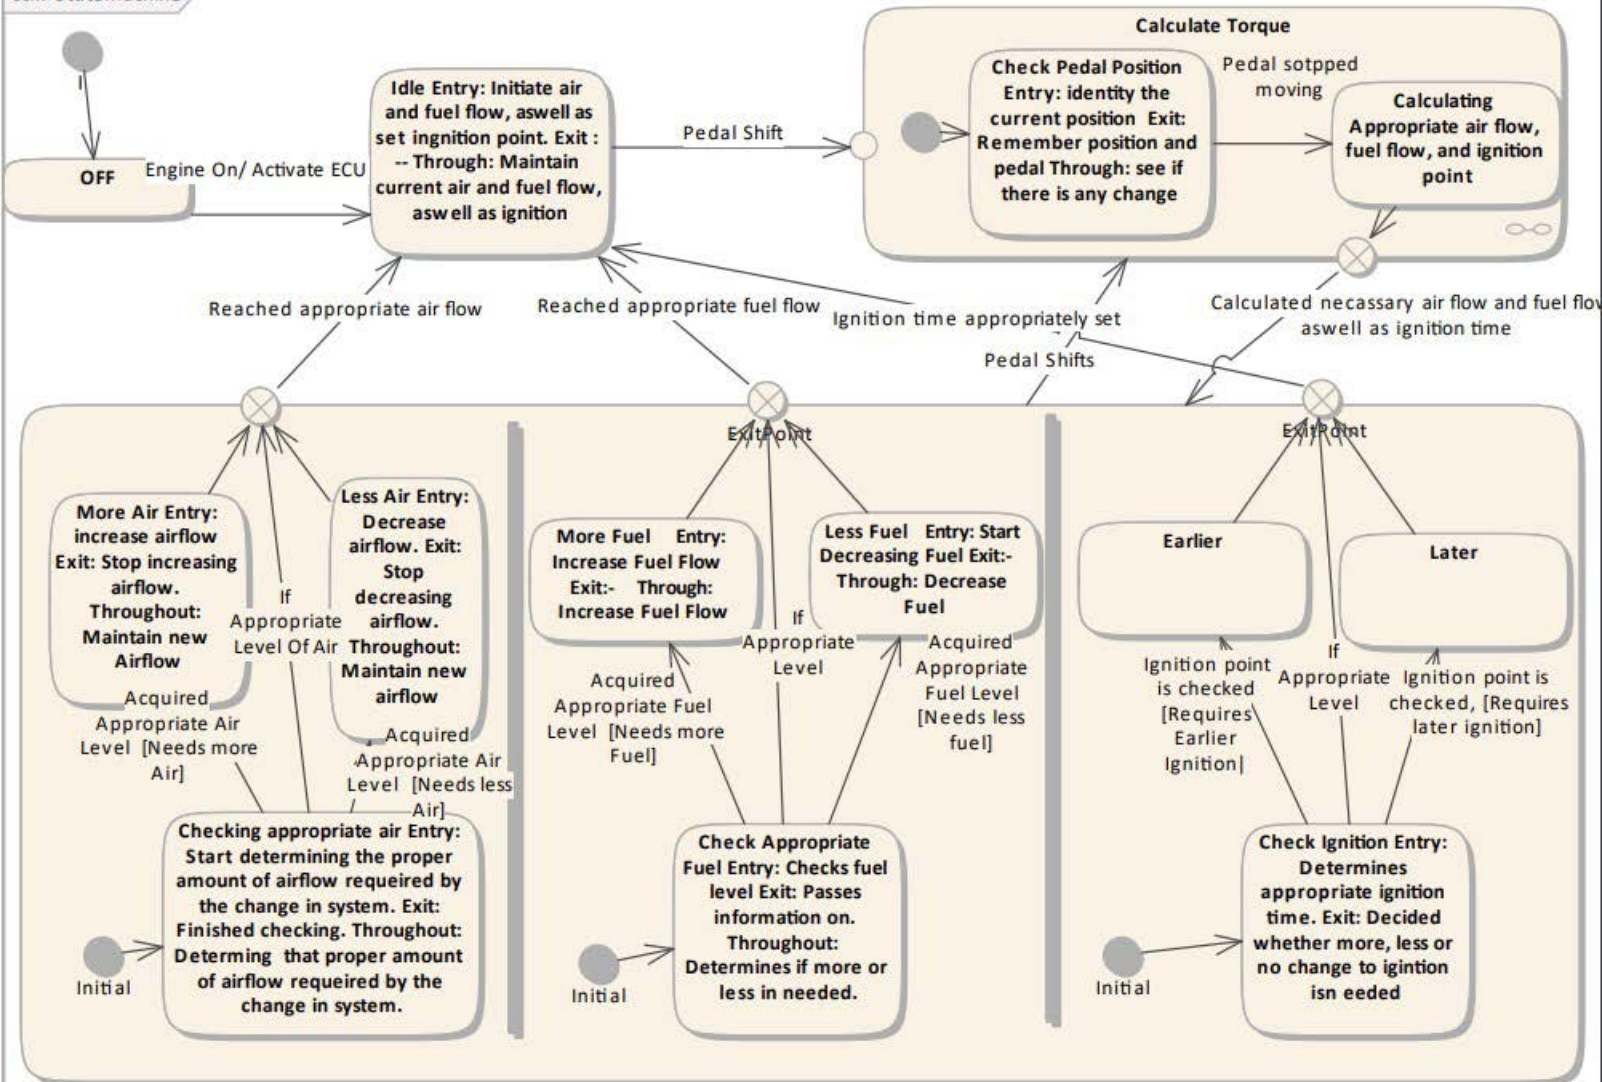 Calculate Torque
Check Pedal Position
Entry: identity the
current position Exit:
Remember position and
pedal Through: see if
there is any change
Pedal sotpped
moving
Calculating
Appropriate air flow,
fuel flow, and ignition
point
Idle Entry: Initiate air
and fuel flow, aswell as
set ingnition point. Exit :
-- Through: Maintain
current air and fuel flow,
aswell as ignition
Pedal Shift
OFF
Engine On/ Activate ECU
Reached appropriate air flow
Reached appropriate fuel flow
Ignition time appropriately set
Pedal Shifts
Calculated necassary air flow and fuel flow
aswell as ignition time
ExitPoint
ExitPoint
More Air Entry:
increase airflow
Exit: Stop increasing
airflow.
Throughout:
Maintain new
Airflow
If
Appropriate
Level Of Air
Less Air Entry:
Decrease
airflow. Exit:
Stop
decreasing
airflow.
Throughout:
Maintain new
airflow
Acquired
Appropriate Air
Level [Needs more
Air]
Acquired
Appropriate Air
Level [Needs less
Air]
Checking appropriate air Entry:
Start determining the proper
amount of airflow requeired by
the change in system. Exit:
Finished checking. Throughout:
Determing that proper amount
of airflow requeired by the
change in system.
Initial
More Fuel Entry:
Increase Fuel Flow
Exit:- Through:
Increase Fuel Flow
Less Fuel Entry: Start
Decreasing Fuel Exit:-
Through: Decrease
Fuel
If
Appropriate
Level
Acquired
Appropriate Fuel
Level [Needs more
Fuel]
Acquired
Appropriate
Fuel Level
[Needs less
fuel]
Check Appropriate
Fuel Entry: Checks fuel
level Exit: Passes
information on.
Throughout:
Determines if more or
less in needed.
Initial
Earlier
Later
Ignition point
is checked
[Requires
Earlier
Ignition]
If
Appropriate
Level
Ignition point is
checked, [Requires
later ignition]
Check Ignition Entry:
Determines
appropriate ignition
time. Exit: Decided
whether more, less or
no change to igintion
isn eeded
Initial